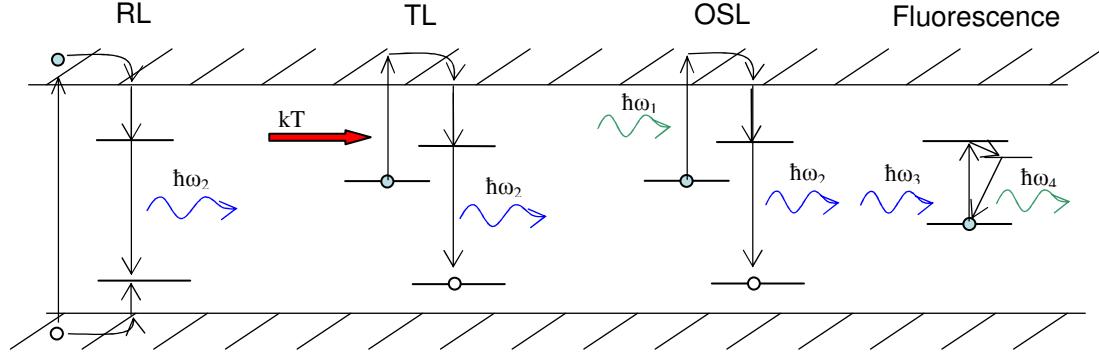 RL
TL
OSL
Fluorescence
kT
ħω₁
ħω₂
ħω₂
ħω₂
ħω₃
ħω₄